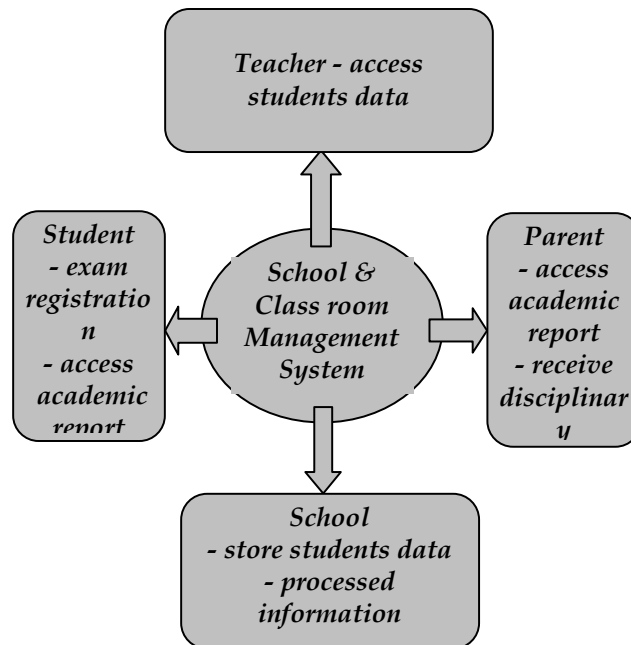 Teacher - access
students data
Student
- exam
registratio
n
- access
academic
report
School &
Class room
Management
System
Parent
- access
academic
report
- receive
disciplinar
y
School
- store students data
- processed
information